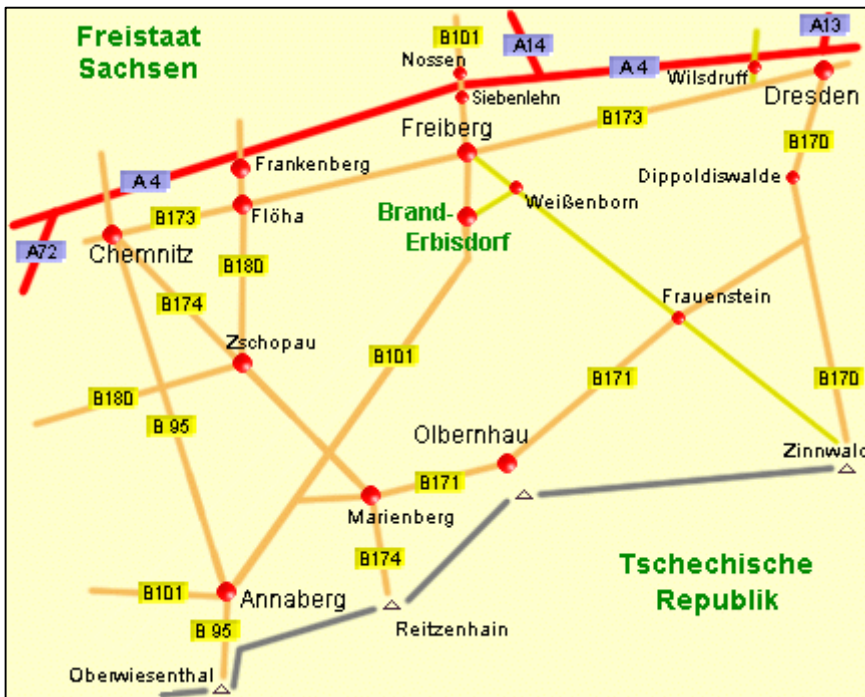 Freistaat
Sachsen
B101
A14
A13
Nossen
A 4
Wilsdruff
Siebenlehn
Dresden
Freiberg
B173
B170
Frankenberg
A 4
Dippoldiswalde
Weißenborn
B173
Flöha
Brand-
Erbisdorf
A72
Chemnitz
B180
B174
Frauenstein
Zschopau
B101
B171
B170
B180
B 95
Olbernhau
Zinnwald
B171
Marienberg
B174
Tschechische
Republik
B101
Annaberg
B 95
Reitzenhain
Oberwiesenthal